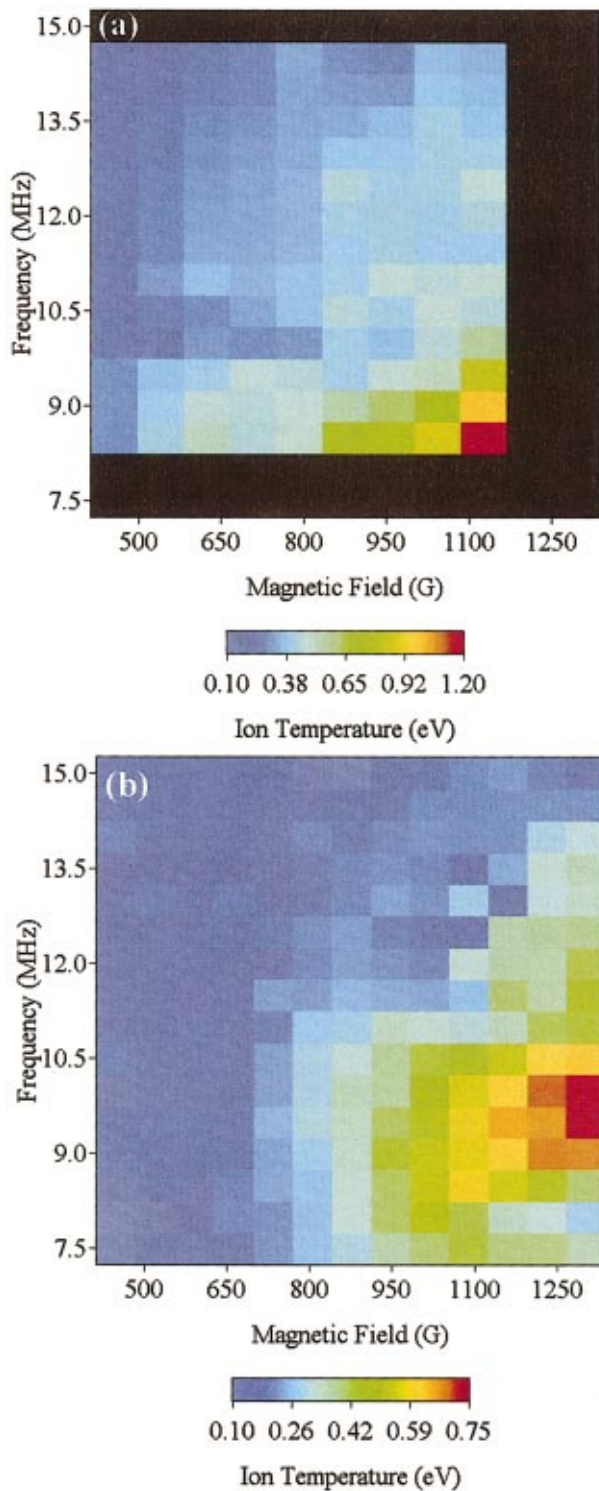 (a)
15.0
13.5
12.0
10.5
9.0
7.5
Frequency (MHz)
500 650 800 950 1100 1250
Magnetic Field (G)
0.10 0.38 0.65 0.92 1.20
Ion Temperature (eV)
(b)
15.0
13.5
12.0
10.5
9.0
7.5
Frequency (MHz)
500 650 800 950 1100 1250
Magnetic Field (G)
0.10 0.26 0.42 0.59 0.75
Ion Temperature (eV)